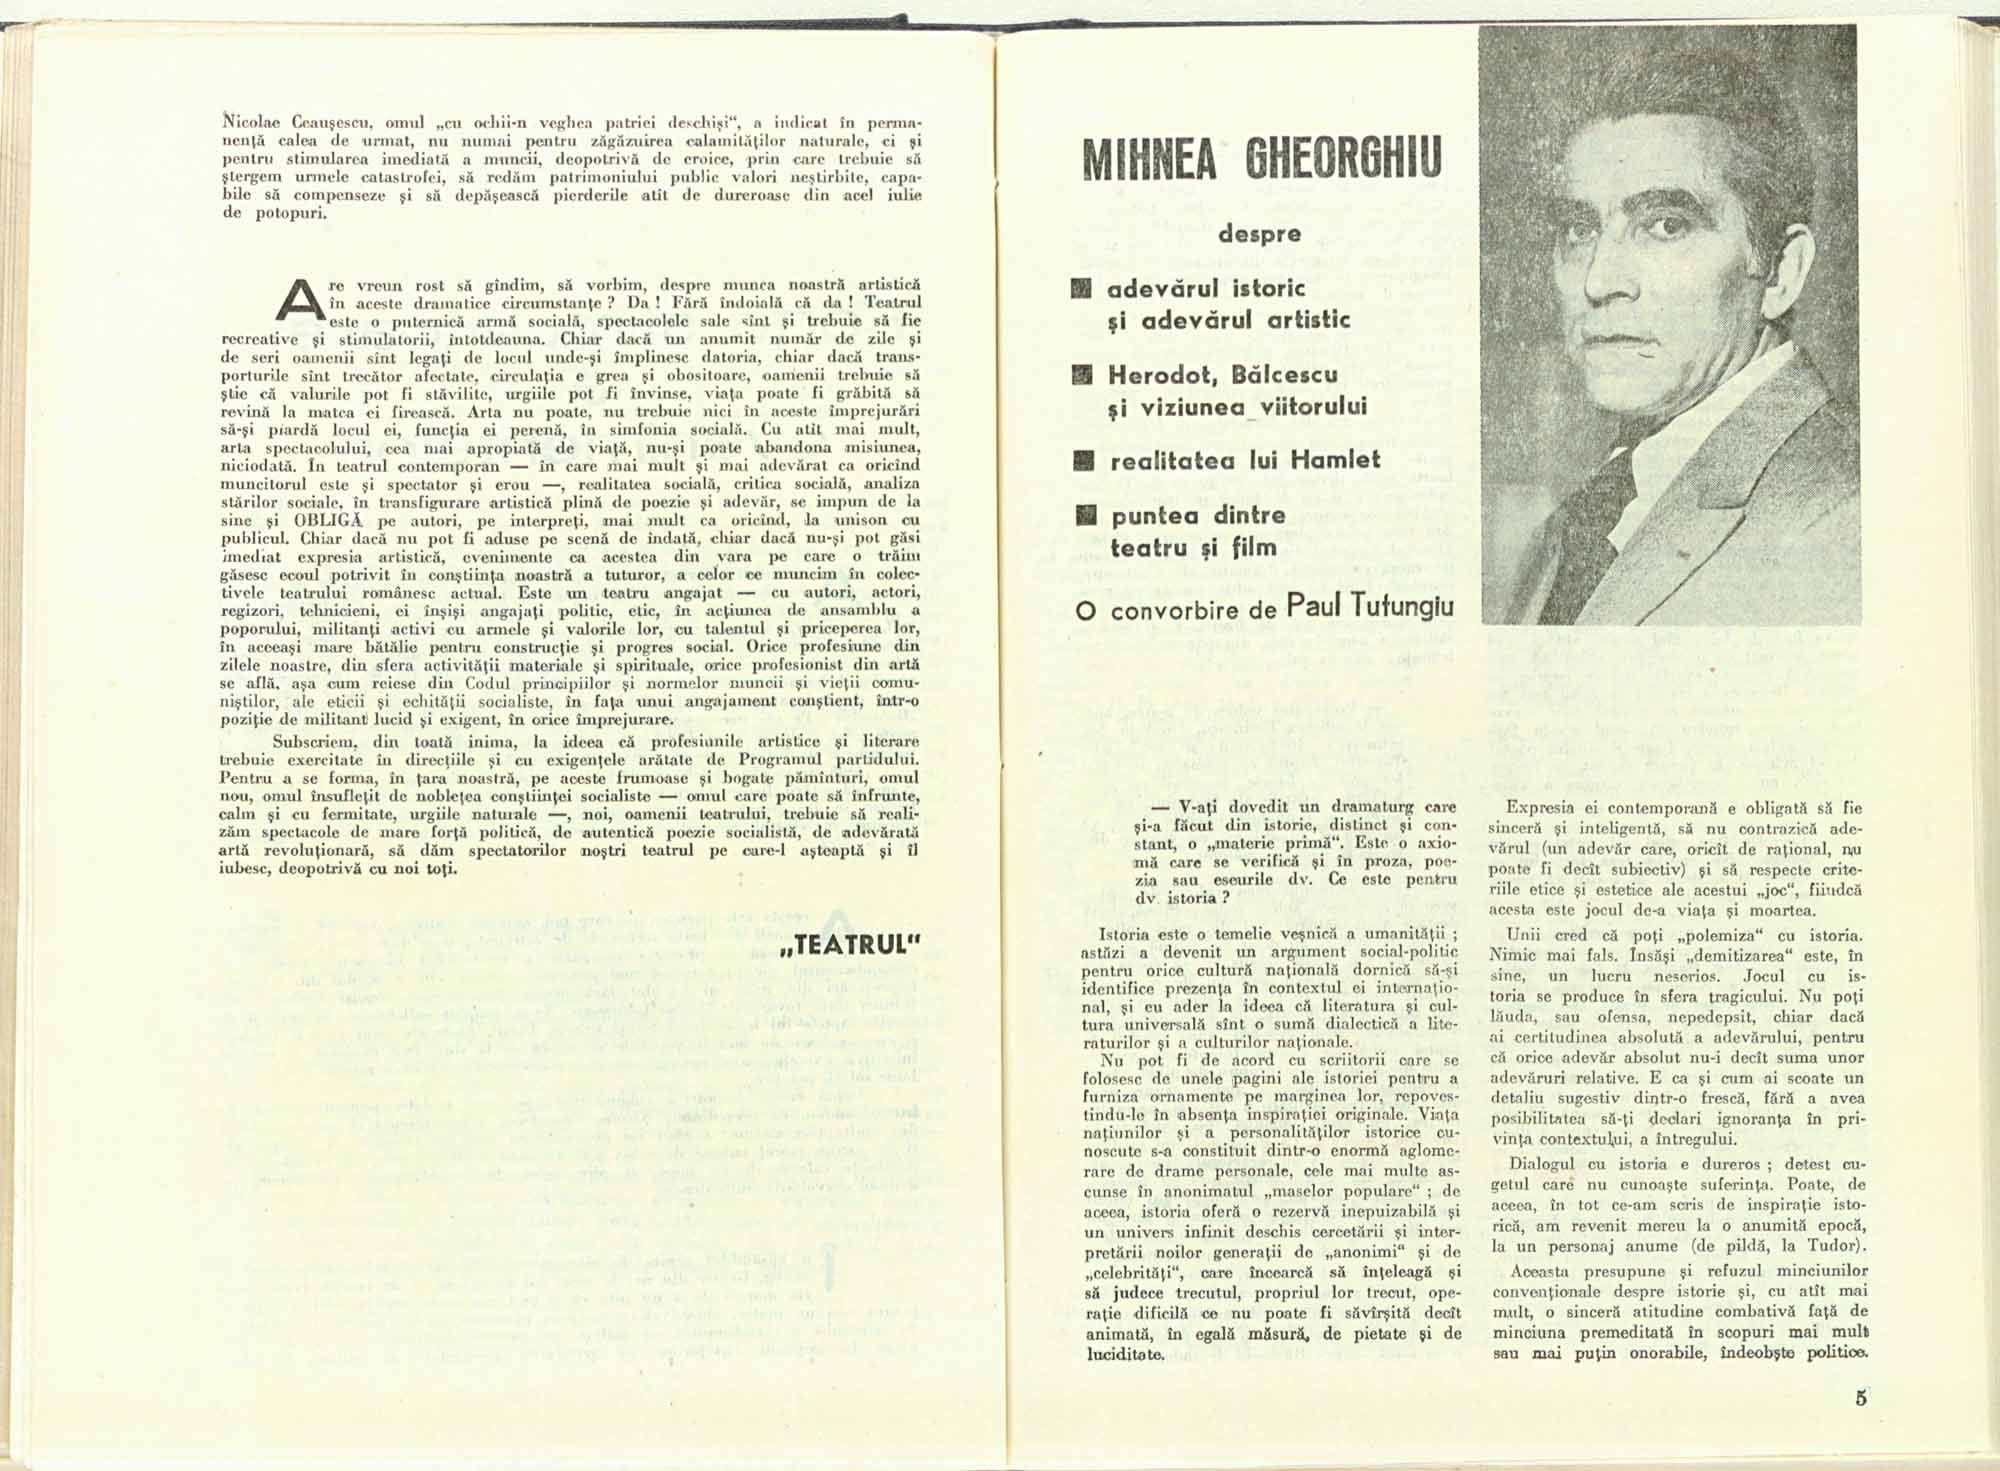 Nicolae Ceaușescu, omul „cu ochii-n veghea patriei deschiși“, a indicat în perma-
nență calea de urmat, nu numai pentru zăgăzuirea calamităților naturale, ci și
pentru stimularea imediată a muncii, deopotrivă de eroice, prin care trebuie să
ștergem urmele catastrofei, să redăm patrimoniului public valori neștirbite, capa-
bile să compenseze și să depășească pierderile atît de dureroase din acel iulie
de potopuri.
Are vreun rost să gîndim, să vorbim, despre munca noastră artistică
în aceste dramatice circumstanțe ? Da ! Fără îndoială că da ! Teatrul
este o puternică armă socială, spectacolele sale sînt și trebuie să fie
recreative și stimulatorii, întotdeauna. Chiar dacă un anumit număr de zile și
de seri oamenii sînt legați de locul unde-și împlinesc datoria, chiar dacă trans-
porturile sînt trecător afectate, circulația e grea și obositoare, oamenii trebuie să
știe că valurile pot fi stăvilite, urgiile pot fi învinse, viața poate fi grăbită să
revină la matca ei firească. Arta nu poate, nu trebuie nici în aceste împrejurări
să-și piardă locul ei, funcția ei perenă, în simfonia socială. Cu atît mai mult,
arta spectacolului, cea mai apropiată de viață, nu-și poate abandona misiunea,
niciodată. În teatrul contemporan — în care mai mult și mai adevărat ca oricînd
muncitorul este și spectator și erou —, realitatea socială, critica socială, analiza
stărilor sociale, în transfigurare artistică plină de poezie și adevăr, se impun de la
sine și OBLIGĂ pe autori, pe interpreți, mai mult ca oricînd, la unison cu
publicul. Chiar dacă nu pot fi aduse pe scenă de îndată, chiar dacă nu-și pot găsi
imediat expresia artistică, evenimente ca acestea din vara pe care o trăim
găsesc ecoul potrivit în conștiința noastră a tuturor, a celor ce muncim în colec-
tivele teatrului românesc actual. Este un teatru angajat — cu autori, actori,
regizori, tehnicieni, ei înșiși angajați politic, etic, în acțiunea de ansamblu a
poporului, militanți activi cu armele și valorile lor, cu talentul și priceperea lor,
în aceeași mare bătălie pentru construcție și progres social. Orice profesiune din
zilele noastre, din sfera activității materiale și spirituale, orice profesionist din artă
se află, așa cum reiese din Codul principiilor și normelor muncii și vieții comu-
niștilor, ale eticii și echității socialiste, în fața unui angajament conștient, într-o
poziție de militant lucid și exigent, în orice împrejurare.
Subscriem, din toată inima, la ideea că profesiunile artistice și literare
trebuie exercitate în direcțiile și cu exigențele arătate de Programul partidului.
Pentru a se forma, în țara noastră, pe aceste frumoase și bogate pămînturi, omul
nou, omul însuflețit de noblețea conștiinței socialiste — omul care poate să înfrunte,
calm și cu fermitate, urgiile naturale —, noi, oamenii teatrului, trebuie să reali-
zăm spectacole de mare forță politică, de autentică poezie socialistă, de adevărată
artă revoluționară, să dăm spectatorilor noștri teatrul pe care-l așteaptă și îl
iubesc, deopotrivă cu noi toți.
„TEATRUL“
MIHNEA GHEORGHIU
despre
■ adevărul istoric
și adevărul artistic
■ Herodot, Bălcescu
și viziunea viitorului
■ realitatea lui Hamlet
■ puntea dintre
teatru și film
O convorbire de Paul Tutungiu
— V-ați dovedit un dramaturg care
și-a făcut din istorie, distinct și con-
stant, o „materie primă“. Este o axio-
mă care se verifică și în proza, poe-
zia sau eseurile dv. Ce este pentru
dv. istoria ?
Istoria este o temelie veșnică a umanității ;
astăzi a devenit un argument social-politic
pentru orice cultură națională dornică să-și
identifice prezența în contextul ei internațio-
nal, și eu ader la ideea că literatura și cul-
tura universală sînt o sumă dialectică a lite-
raturilor și a culturilor naționale.
Nu pot fi de acord cu scriitorii care se
folosesc de unele pagini ale istoriei pentru a
furniza ornamente pe marginea lor, repoves-
tindu-le în absența inspirației originale. Viața
națiunilor și a personalităților istorice cu-
noscute s-a constituit dintr-o enormă aglome-
rare de drame personale, cele mai multe as-
cunse în anonimatul „maselor populare“ ; de
aceea, istoria oferă o rezervă inepuizabilă și
un univers infinit deschis cercetării și inter-
pretării noilor generații de „anonimi“ și de
„celebrități“, care încearcă să înțeleagă și
să judece trecutul, propriul lor trecut, ope-
rație dificilă ce nu poate fi săvîrșită decît
animată, în egală măsură, de pietate și de
luciditate.
Expresia ei contemporană e obligată să fie
sinceră și inteligentă, să nu contrazică ade-
vărul (un adevăr care, oricît de rațional, nu
poate fi decît subiectiv) și să respecte crite-
riile etice și estetice ale acestui „joc“, fiindcă
acesta este jocul de-a viața și moartea.
Unii cred că poți „polemiza“ cu istoria.
Nimic mai fals. Însăși „demitizarea“ este, în
sine, un lucru neserios. Jocul cu is-
toria se produce în sfera tragicului. Nu poți
lăuda, sau ofensa, nepedepsit, chiar dacă
ai certitudinea absolută a adevărului, pentru
că orice adevăr absolut nu-i decît suma unor
adevăruri relative. E ca și cum ai scoate un
detaliu sugestiv dintr-o frescă, fără a avea
posibilitatea să-ți declari ignoranța în pri-
vința contextului, a întregului.
Dialogul cu istoria e dureros ; detest cu-
getul care nu cunoaște suferința. Poate, de
aceea, în tot ce-am scris de inspirație isto-
rică, am revenit mereu la o anumită epocă,
la un personaj anume (de pildă, la Tudor).
Aceasta presupune și refuzul minciunilor
convenționale despre istorie și, cu atît mai
mult, o sinceră atitudine combativă față de
minciuna premeditată în scopuri mai mult
sau mai puțin onorabile, îndeobște politice.
5